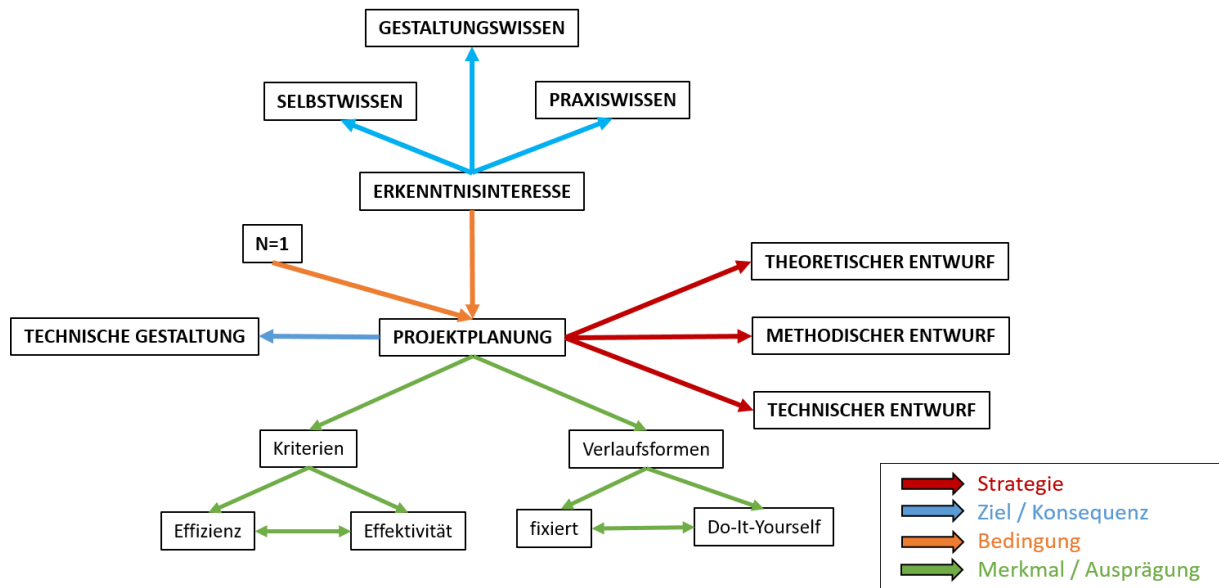 GESTALTUNGSWISSEN
SELBSTWISSEN
PRAXISWISSEN
ERKENNTNISINTERESSE
N=1
THEORETISCHER ENTWURF
TECHNISCHE GESTALTUNG
PROJEKTPLANUNG
METHODISCHER ENTWURF
TECHNISCHER ENTWURF
Kriterien
Verlaufsformen
Effizienz
Effektivität
fixiert
Do-It-Yourself
Strategie
Ziel / Konsequenz
Bedingung
Merkmal / Ausprägung